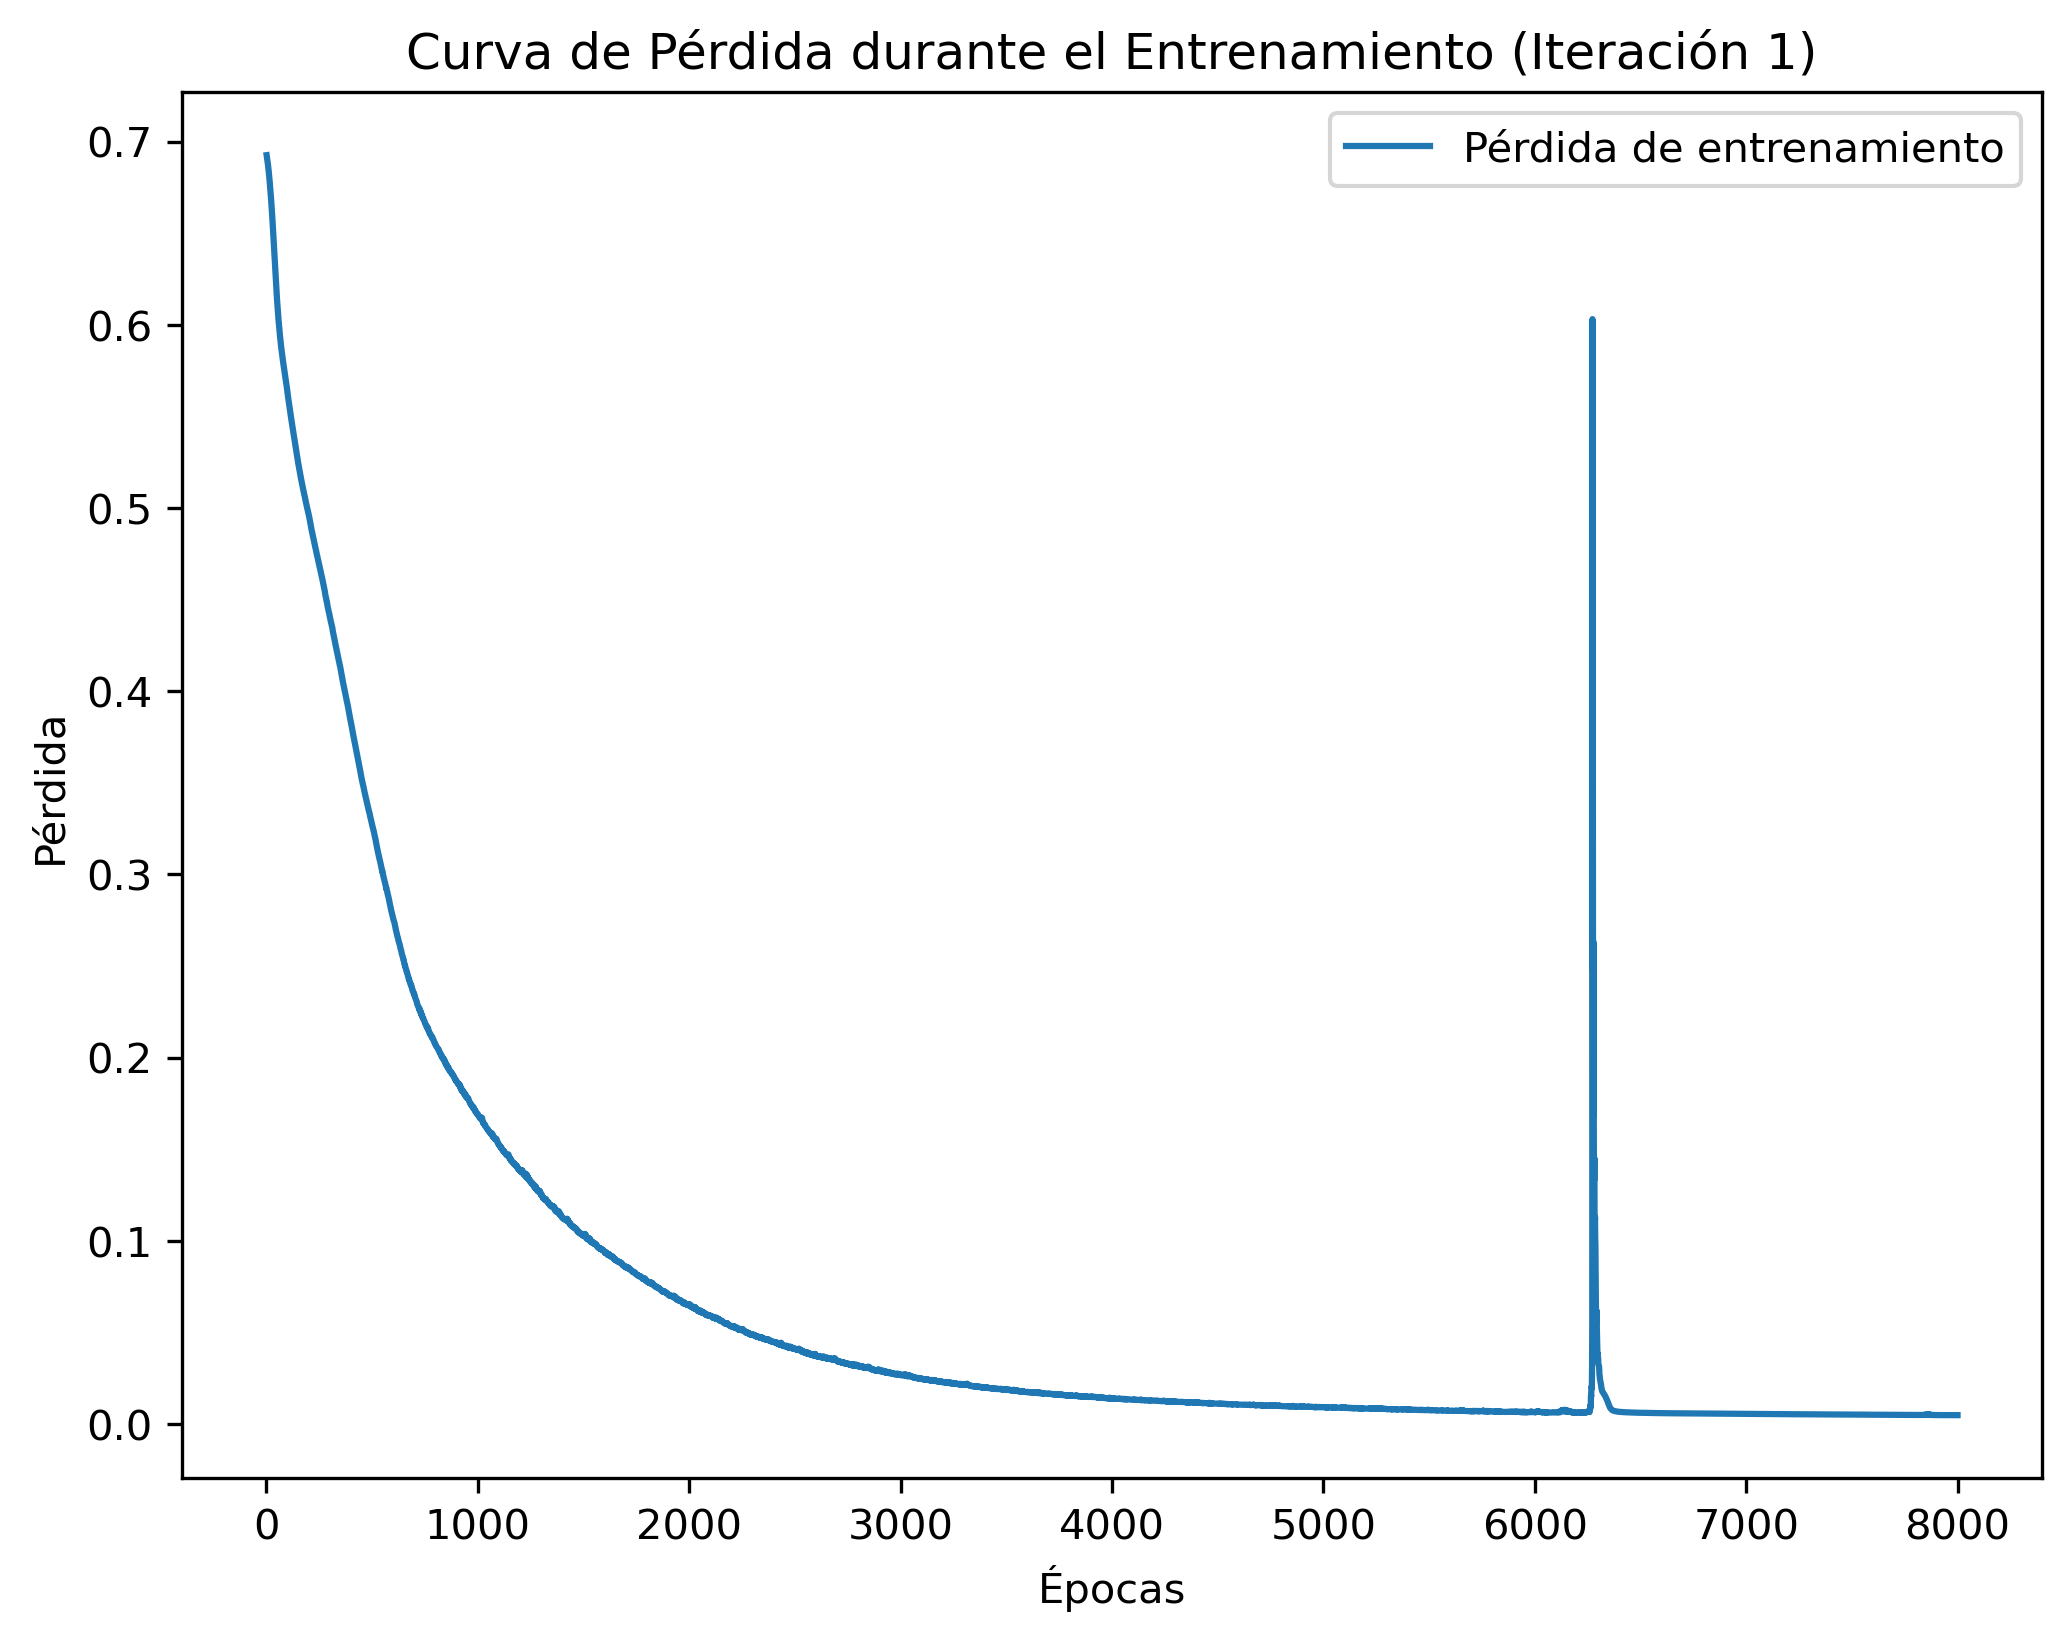 Curva de Pérdida durante el Entrenamiento (Iteración 1)
Pérdida de entrenamiento
0.7
0.6
0.5
0.4
0.3
0.2
0.1
0.0
Pérdida
0 1000 2000 3000 4000 5000 6000 7000 8000
Épocas